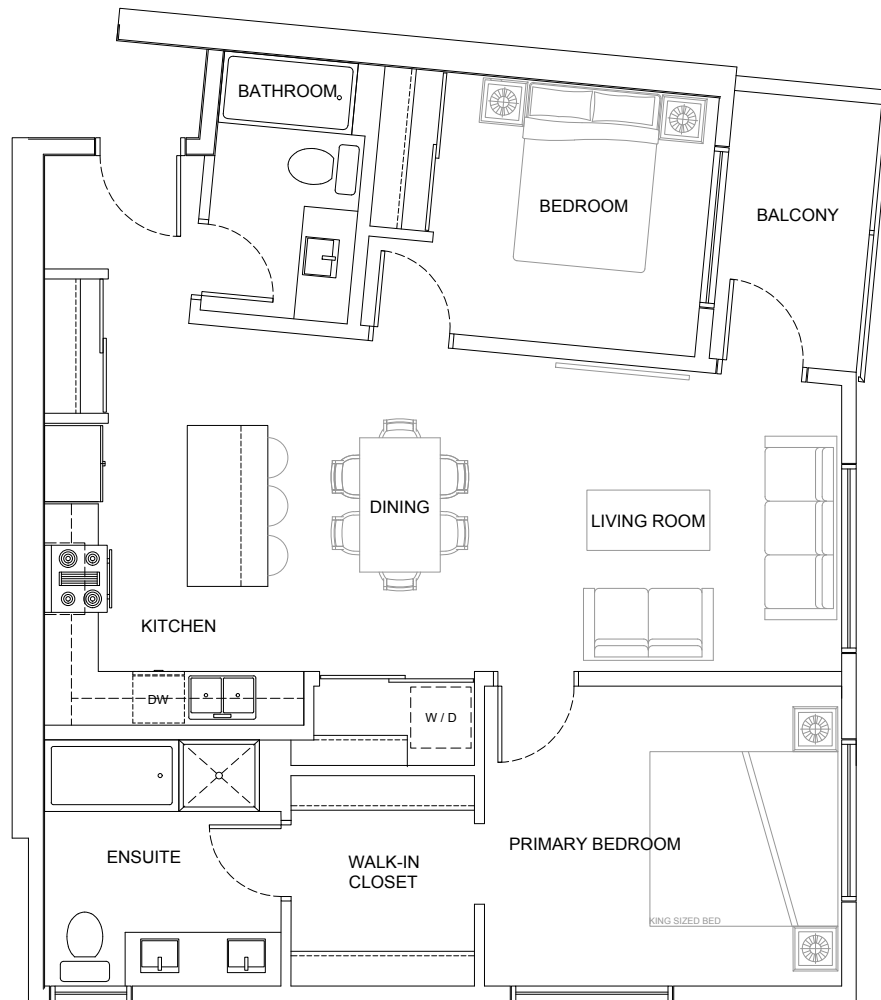 BATHROOM
BEDROOM
BALCONY
DINING
LIVING ROOM
KITCHEN
DW
W / D
ENSUITE
WALK-IN
CLOSET
PRIMARY BEDROOM
KING SIZED BED